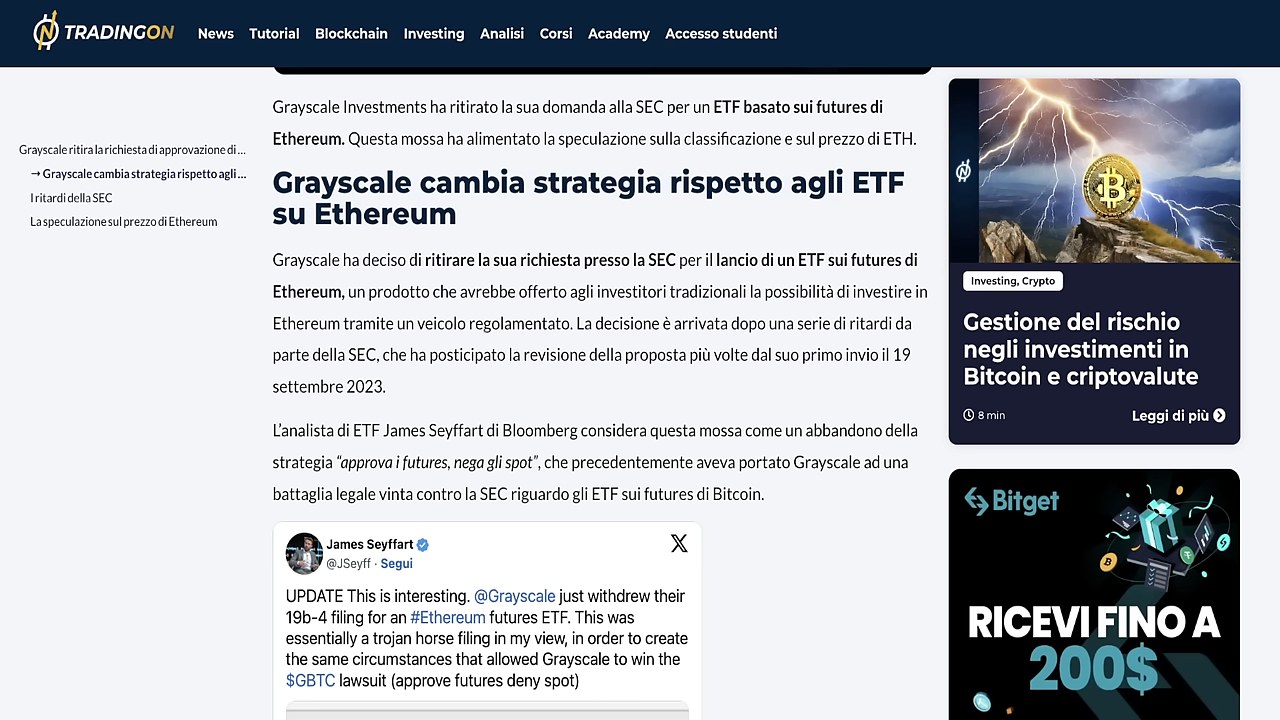 TRADINGON
News Tutorial Blockchain Investing Analisi Corsi Academy Accesso studenti
Grayscale ritira la richiesta di approvazione di ...
→ Grayscale cambia strategia rispetto agli ...
I ritardi della SEC
La speculazione sul prezzo di Ethereum
Grayscale Investments ha ritirato la sua domanda alla SEC per un ETF basato sui futures di
Ethereum. Questa mossa ha alimentato la speculazione sulla classificazione e sul prezzo di ETH.
Grayscale cambia strategia rispetto agli ETF
su Ethereum
Grayscale ha deciso di ritirare la sua richiesta presso la SEC per il lancio di un ETF sui futures di
Ethereum, un prodotto che avrebbe offerto agli investitori tradizionali la possibilità di investire in
Ethereum tramite un veicolo regolamentato. La decisione è arrivata dopo una serie di ritardi da
parte della SEC, che ha posticipato la revisione della proposta più volte dal suo primo invio il 19
settembre 2023.
L'analista di ETF James Seyffart di Bloomberg considera questa mossa come un abbandono della
strategia “approva i futures, nega gli spot”, che precedentemente aveva portato Grayscale ad una
battaglia legale vinta contro la SEC riguardo gli ETF sui futures di Bitcoin.
James Seyffart
@JSeyff · Segui
UPDATE This is interesting. @Grayscale just withdrew their
19b-4 filing for an #Ethereum futures ETF. This was
essentially a trojan horse filing in my view, in order to create
the same circumstances that allowed Grayscale to win the
$GBTC lawsuit (approve futures deny spot)
Investing, Crypto
Gestione del rischio
negli investimenti in
Bitcoin e criptovalute
8 min
Leggi di più
Bitget
RICEVI FINO A
200$